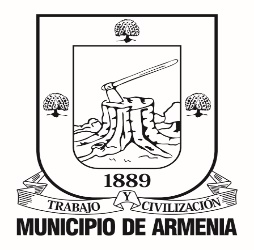 1889
TRABAJO Y CIVILIZACIÓN
MUNICIPIO DE ARMENIA